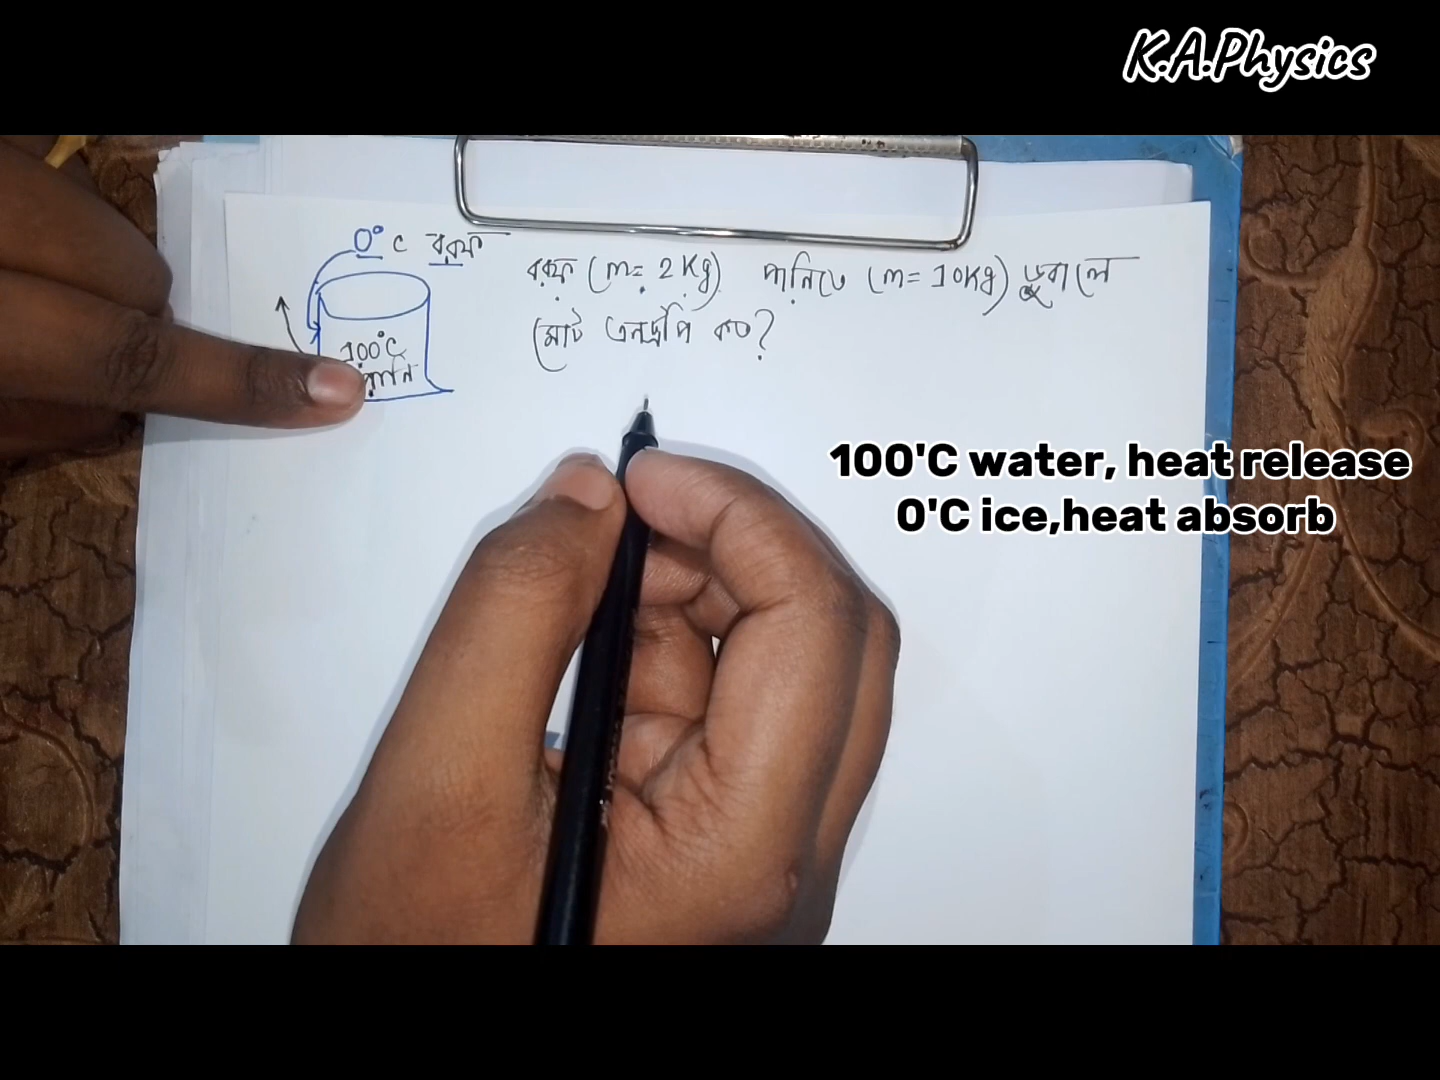 K.A.Physics
0°C বরফ
100°C
পানি
বরফ (m= 2 Kg) পানিতে (m= 10Kg) ডুবালে
মোট এনট্রপি কত?
100'C water, heat release
0'C ice,heat absorb